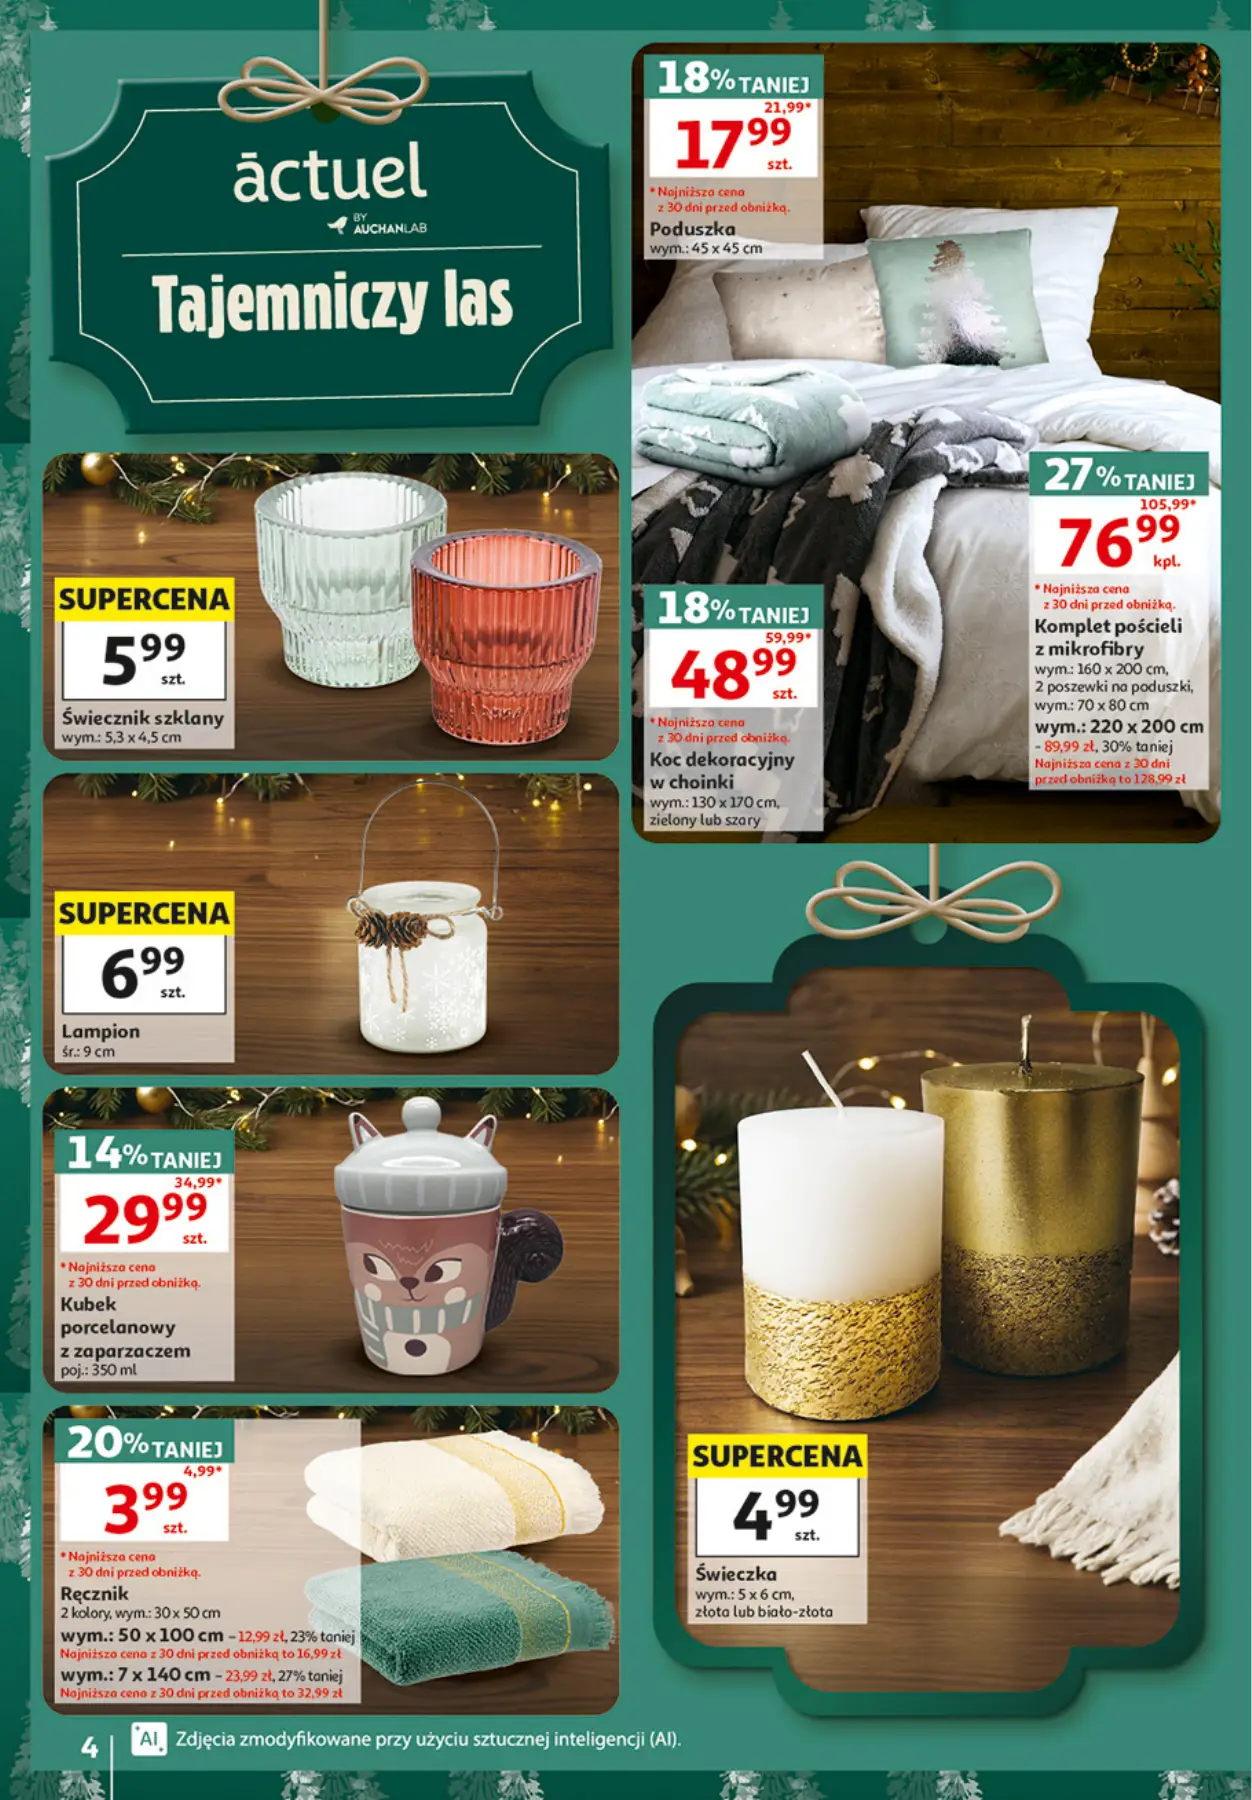 āctuel
BY
AUCHANLAB
Tajemniczy las
18% TANIEJ
21,99*
17 99
szt.
* Najniższa cena
z 30 dni przed obniżką.
Poduszka
wym.: 45 x 45 cm
27% TANIEJ
105,99*
76 99
kpl.
* Najniższa cena
z 30 dni przed obniżką.
Komplet pościeli
z mikrofibry
wym.: 160 x 200 cm,
2 poszewki na poduszki,
wym.: 70 x 80 cm
wym.: 220 x 200 cm
- 89,99 zł, 30% taniej
Najniższa cena z 30 dni
przed obniżką to 128,99 zł
18% TANIEJ
59,99*
48 99
szt.
* Najniższa cena
z 30 dni przed obniżką.
Koc dekoracyjny
w choinki
wym.: 130 x 170 cm,
zielony lub szary
SUPERCENA
5 99
szt.
Świecznik szklany
wym.: 5,3 x 4,5 cm
SUPERCENA
6 99
szt.
Lampion
śr.: 9 cm
14% TANIEJ
34,99*
29 99
szt.
* Najniższa cena
z 30 dni przed obniżką.
Kubek
porcelanowy
z zaparzaczem
poj.: 350 ml
20% TANIEJ
4,99*
3 99
szt.
* Najniższa cena
z 30 dni przed obniżką.
Ręcznik
2 kolory, wym.: 30 x 50 cm
wym.: 50 x 100 cm - 12,99 zł, 23% taniej
Najniższa cena z 30 dni przed obniżką to 16,99 zł
wym.: 7 x 140 cm - 23,99 zł, 27% taniej
Najniższa cena z 30 dni przed obniżką to 32,99 zł
SUPERCENA
4 99
szt.
Świeczka
wym.: 5 x 6 cm,
złota lub biało-złota
4
AI Zdjęcia zmodyfikowane przy użyciu sztucznej inteligencji (AI).